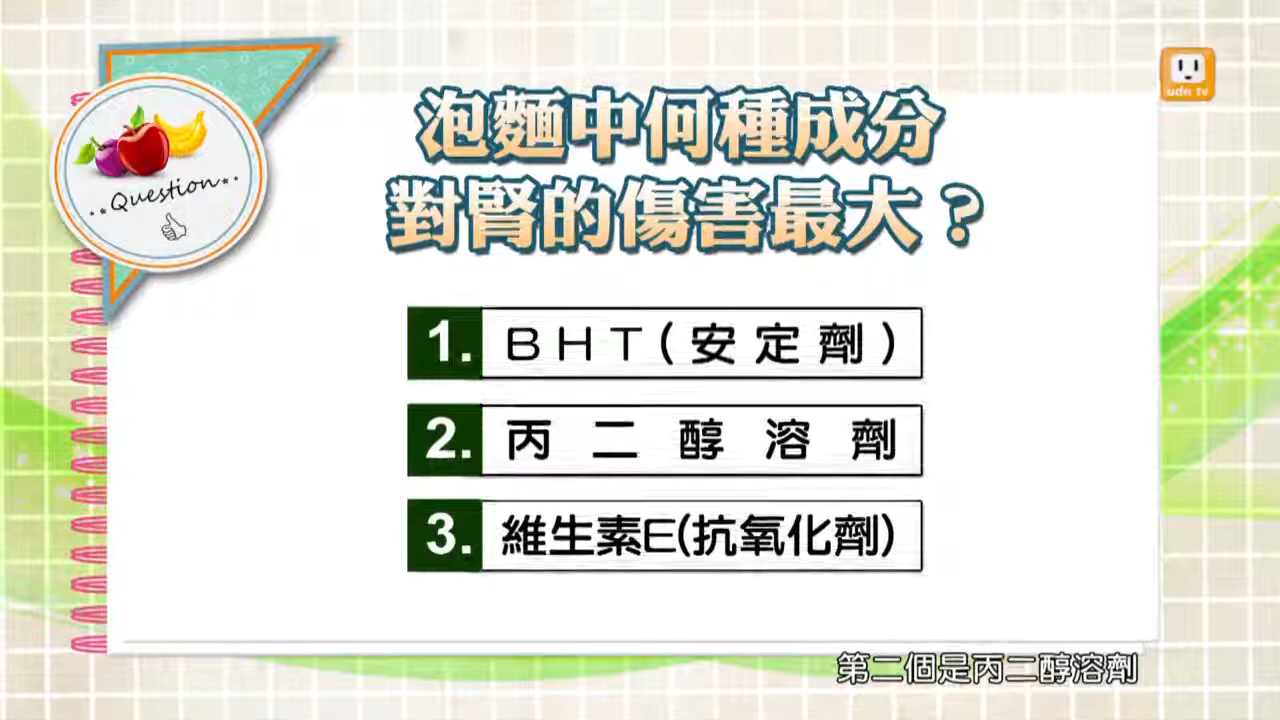 udn tv
Question
泡麵中何種成分
對腎的傷害最大？
1. BHT(安定劑)
2. 丙二醇溶劑
3. 維生素E(抗氧化劑)
第二個是丙二醇溶劑